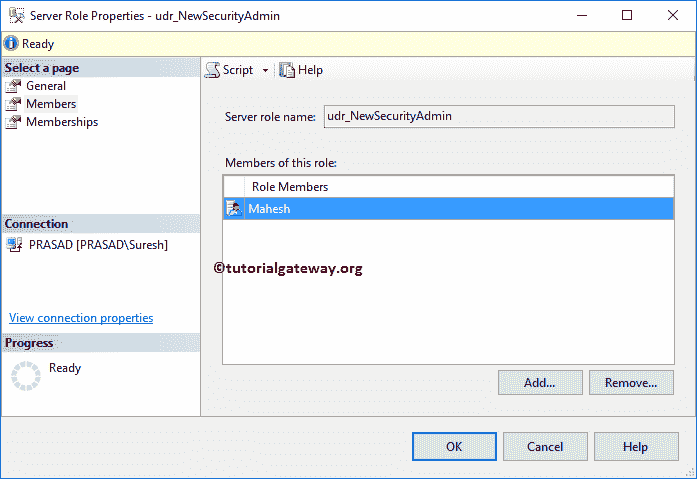 Server Role Properties - udr_NewSecurityAdmin
Ready
Select a page
General
Members
Memberships
Script
Help
Server role name:
udr_NewSecurityAdmin
Members of this role:
Role Members
Mahesh
©tutorialgateway.org
Connection
PRASAD [PRASAD\Suresh]
View connection properties
Progress
Ready
Add...
Remove...
OK
Cancel
Help